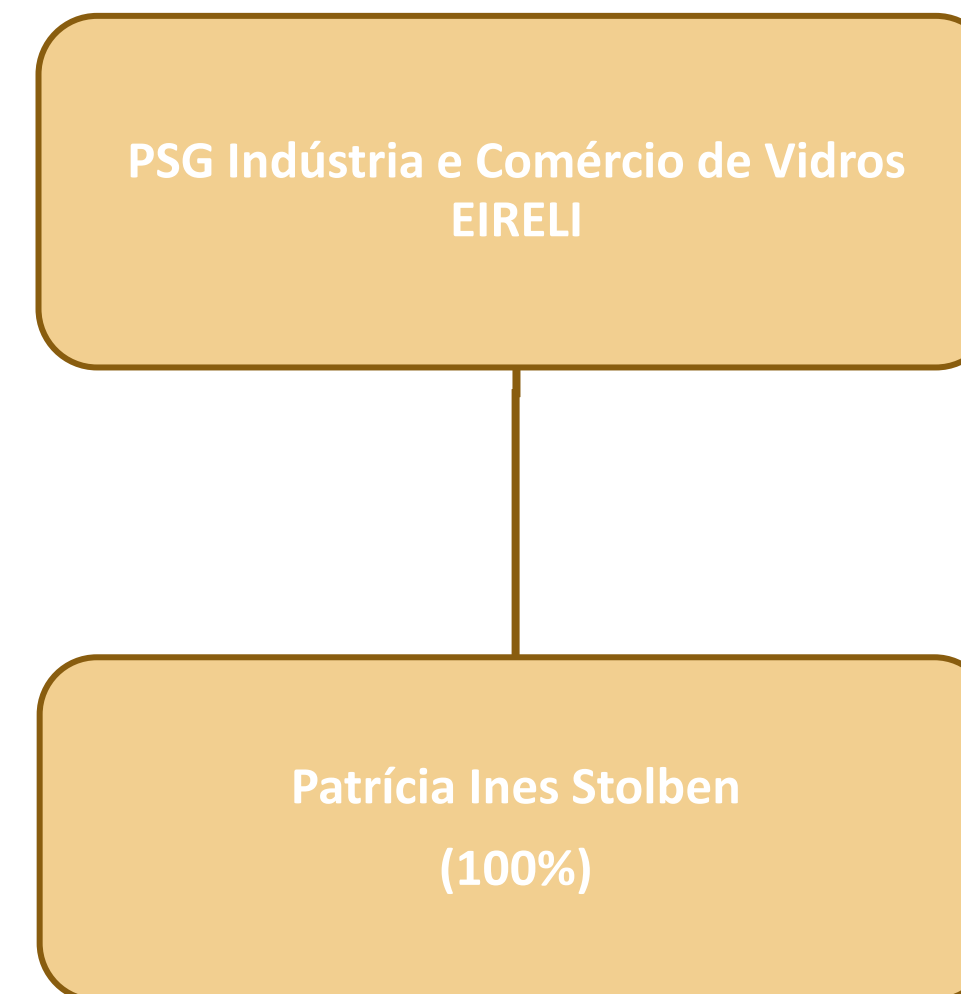 PSG Indústria e Comércio de Vidros
EIRELI
Patrícia Ines Stolben
(100%)